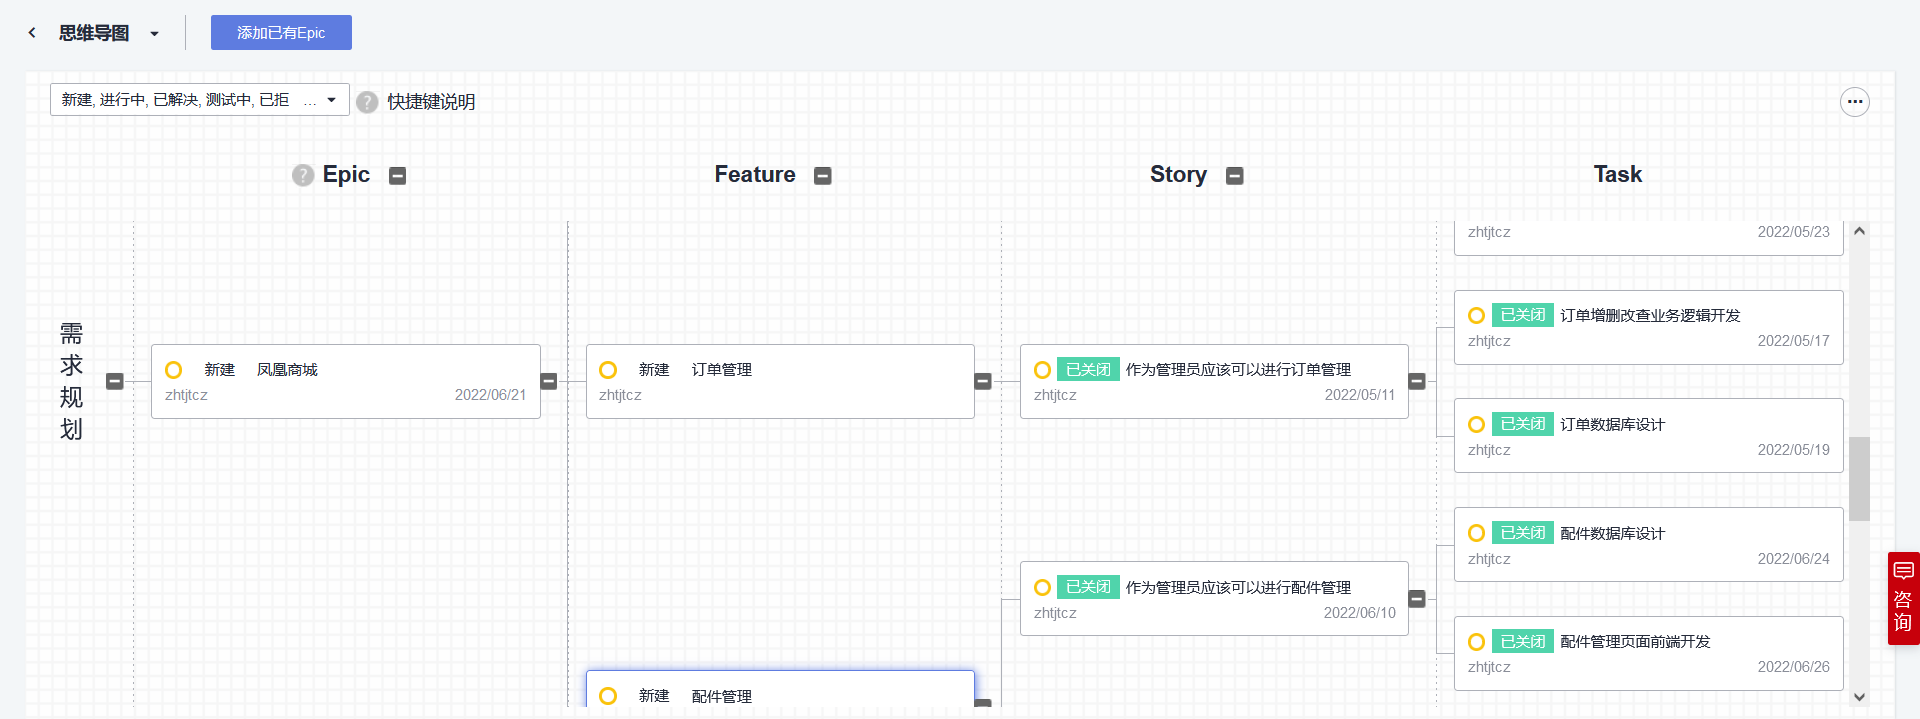 思维导图
添加已有Epic
新建, 进行中, 已解决, 测试中, 已拒 ...
? 快捷键说明
? Epic
Feature
Story
Task
需求规划
新建 凤凰商城
zhtjtcz 2022/06/21
新建 订单管理
zhtjtcz
新建 配件管理
已关闭 作为管理员应该可以进行订单管理
zhtjtcz 2022/05/11
已关闭 作为管理员应该可以进行配件管理
zhtjtcz 2022/06/10
zhtjtcz 2022/05/23
已关闭 订单增删改查业务逻辑开发
zhtjtcz 2022/05/17
已关闭 订单数据库设计
zhtjtcz 2022/05/19
已关闭 配件数据库设计
zhtjtcz 2022/06/24
已关闭 配件管理页面前端开发
zhtjtcz 2022/06/26
咨询